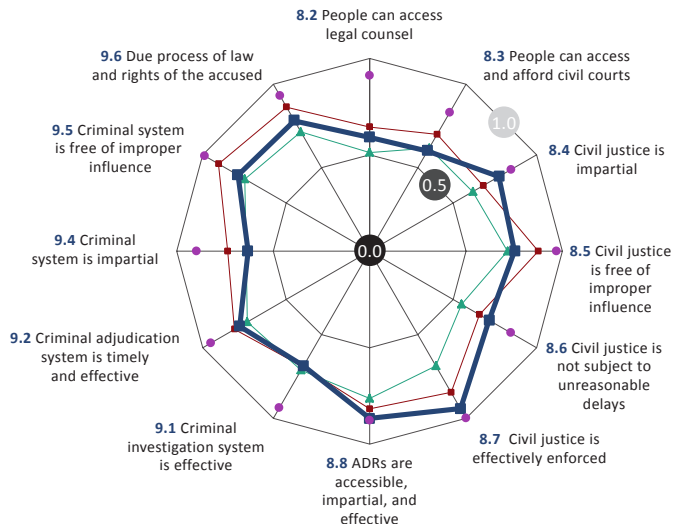 8.2 People can access
legal counsel
8.3 People can access
and afford civil courts
8.4 Civil justice is
impartial
8.5 Civil justice
is free of
improper
influence
8.6 Civil justice is
not subject to
unreasonable
delays
8.7 Civil justice is
effectively enforced
8.8 ADRs are
accessible,
impartial, and
effective
9.1 Criminal
investigation system
is effective
9.2 Criminal adjudication
system is timely
and effective
9.4 Criminal
system is impartial
9.5 Criminal system
is free of improper
influence
9.6 Due process of law
and rights of the accused
1.0
0.5
0.0